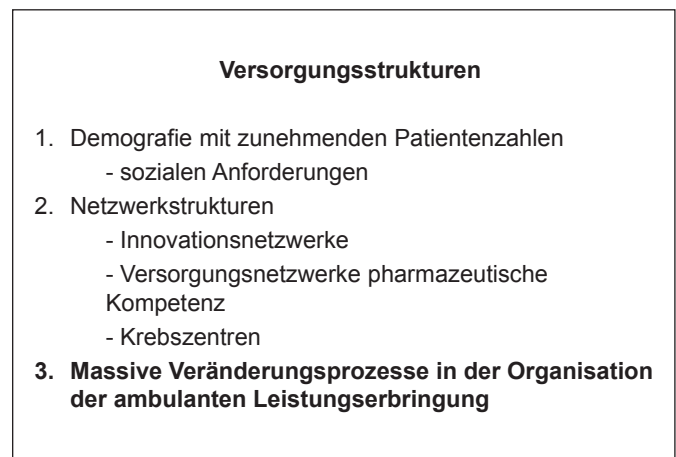 Versorgungsstrukturen
1. Demografie mit zunehmenden Patientenzahlen
- sozialen Anforderungen
2. Netzwerkstrukturen
- Innovationsnetzwerke
- Versorgungsnetzwerke pharmazeutische
Kompetenz
- Krebszentren
3. Massive Veränderungsprozesse in der Organisation
der ambulanten Leistungserbringung